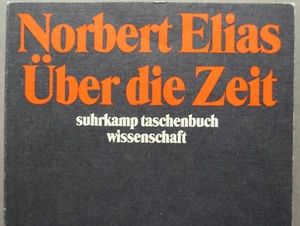 Norbert Elias
Über die Zeit
suhrkamp taschenbuch
wissenschaft